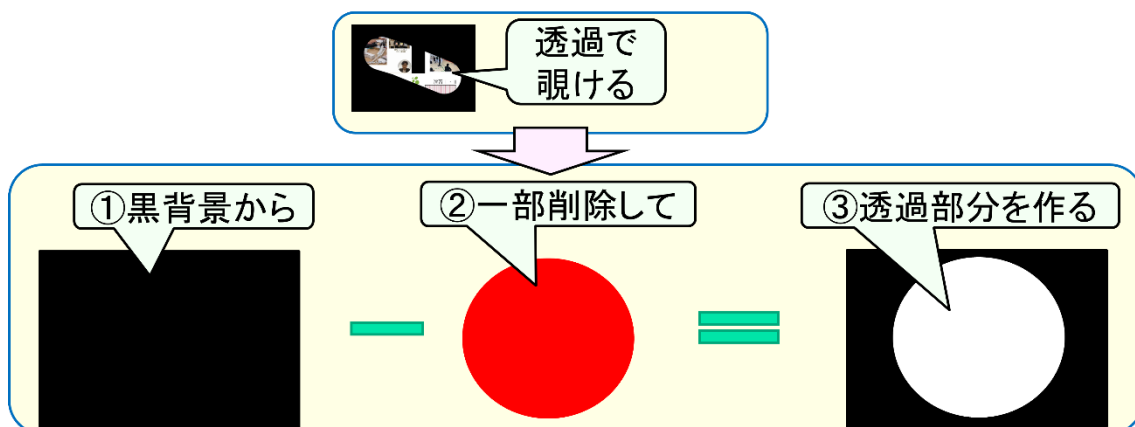 透過で
覗ける
①黒背景から
②一部削除して
③透過部分を作る